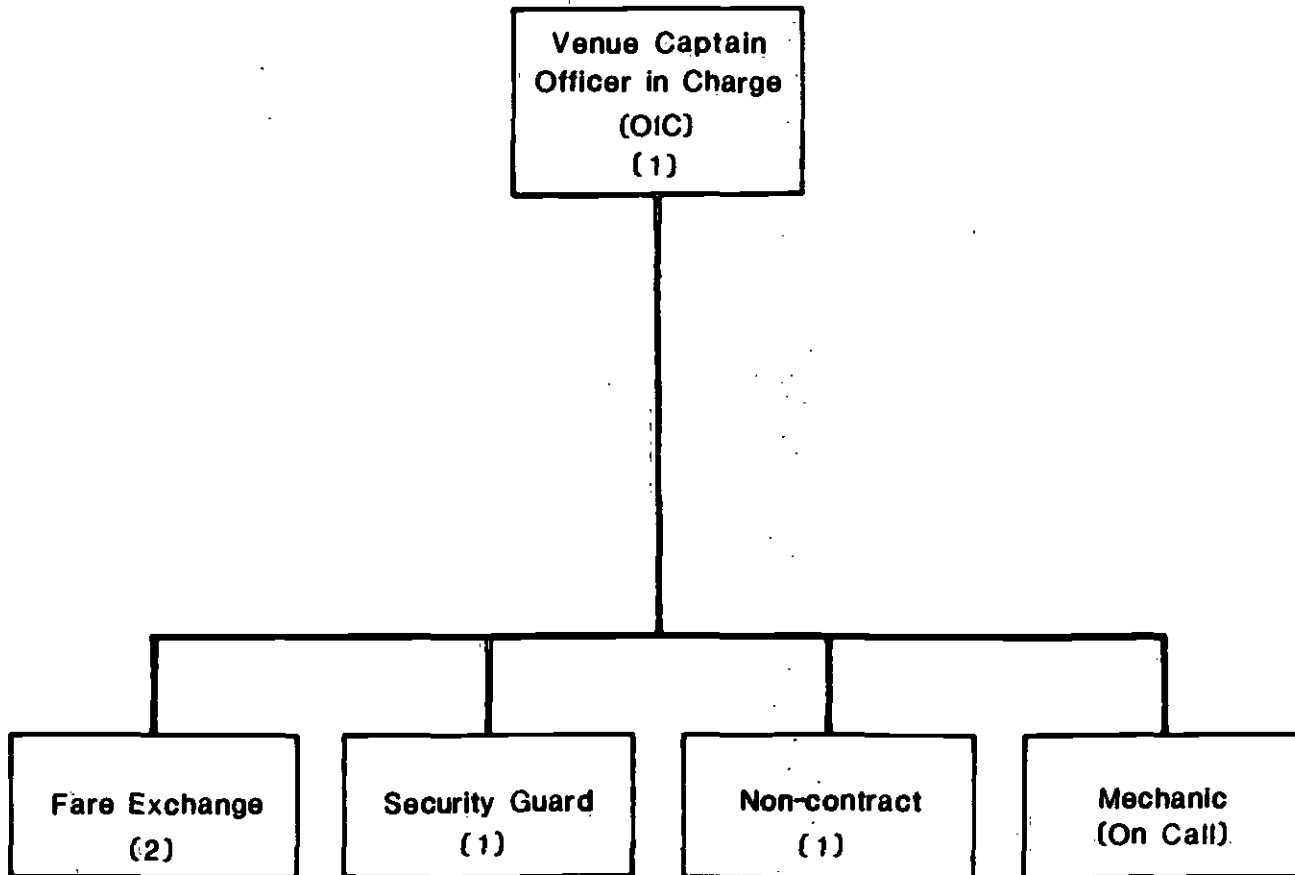 Venue Captain
Officer in Charge
(OIC)
(1)
Fare Exchange
(2)
Security Guard
(1)
Non-contract
(1)
Mechanic
(On Call)